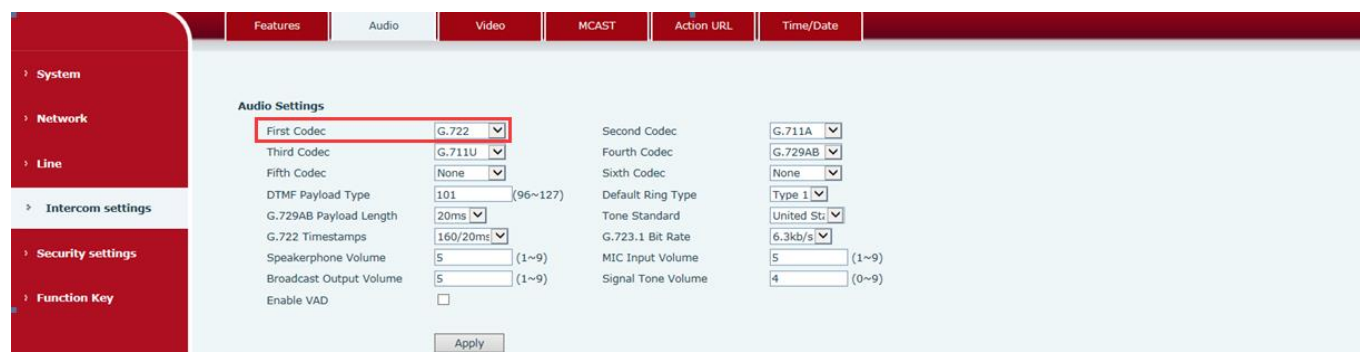 Features Audio Video MCAST Action URL Time/Date
System
Network
Line
Intercom settings
Security settings
Function Key
Audio Settings
First Codec G.722 Second Codec G.711A
Third Codec G.711U Fourth Codec G.729AB
Fifth Codec None Sixth Codec None
DTMF Payload Type 101 (96~127) Default Ring Type Type 1
G.729AB Payload Length 20ms Tone Standard United Sta
G.722 Timestamps 160/20ms G.723.1 Bit Rate 6.3kb/s
Speakerphone Volume 5 (1~9) MIC Input Volume 5 (1~9)
Broadcast Output Volume 5 (1~9) Signal Tone Volume 4 (0~9)
Enable VAD
Apply